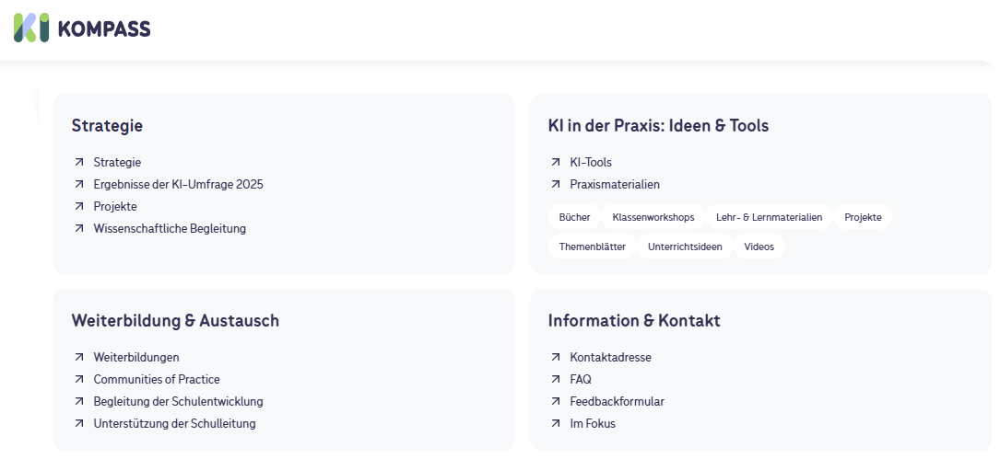 KI KOMPASS
Strategie
Strategie
Ergebnisse der KI-Umfrage 2025
Projekte
Wissenschaftliche Begleitung
KI in der Praxis: Ideen & Tools
KI-Tools
Praxismaterialien
Bücher Klassenworkshops Lehr- & Lernmaterialien Projekte
Themenblätter Unterrichtsideen Videos
Weiterbildung & Austausch
Weiterbildungen
Communities of Practice
Begleitung der Schulentwicklung
Unterstützung der Schulleitung
Information & Kontakt
Kontaktadresse
FAQ
Feedbackformular
Im Fokus